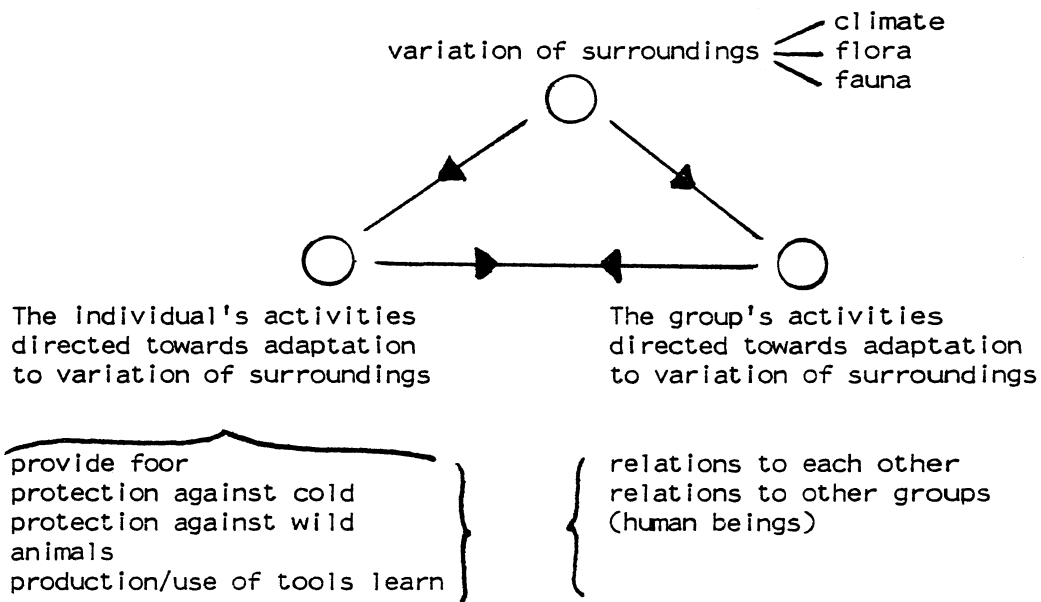 climate
variation of surroundings
flora
fauna
The individual's activities
directed towards adaptation
to variation of surroundings
The group's activities
directed towards adaptation
to variation of surroundings
provide foor
protection against cold
protection against wild
animals
production/use of tools learn
relations to each other
relations to other groups
(human beings)